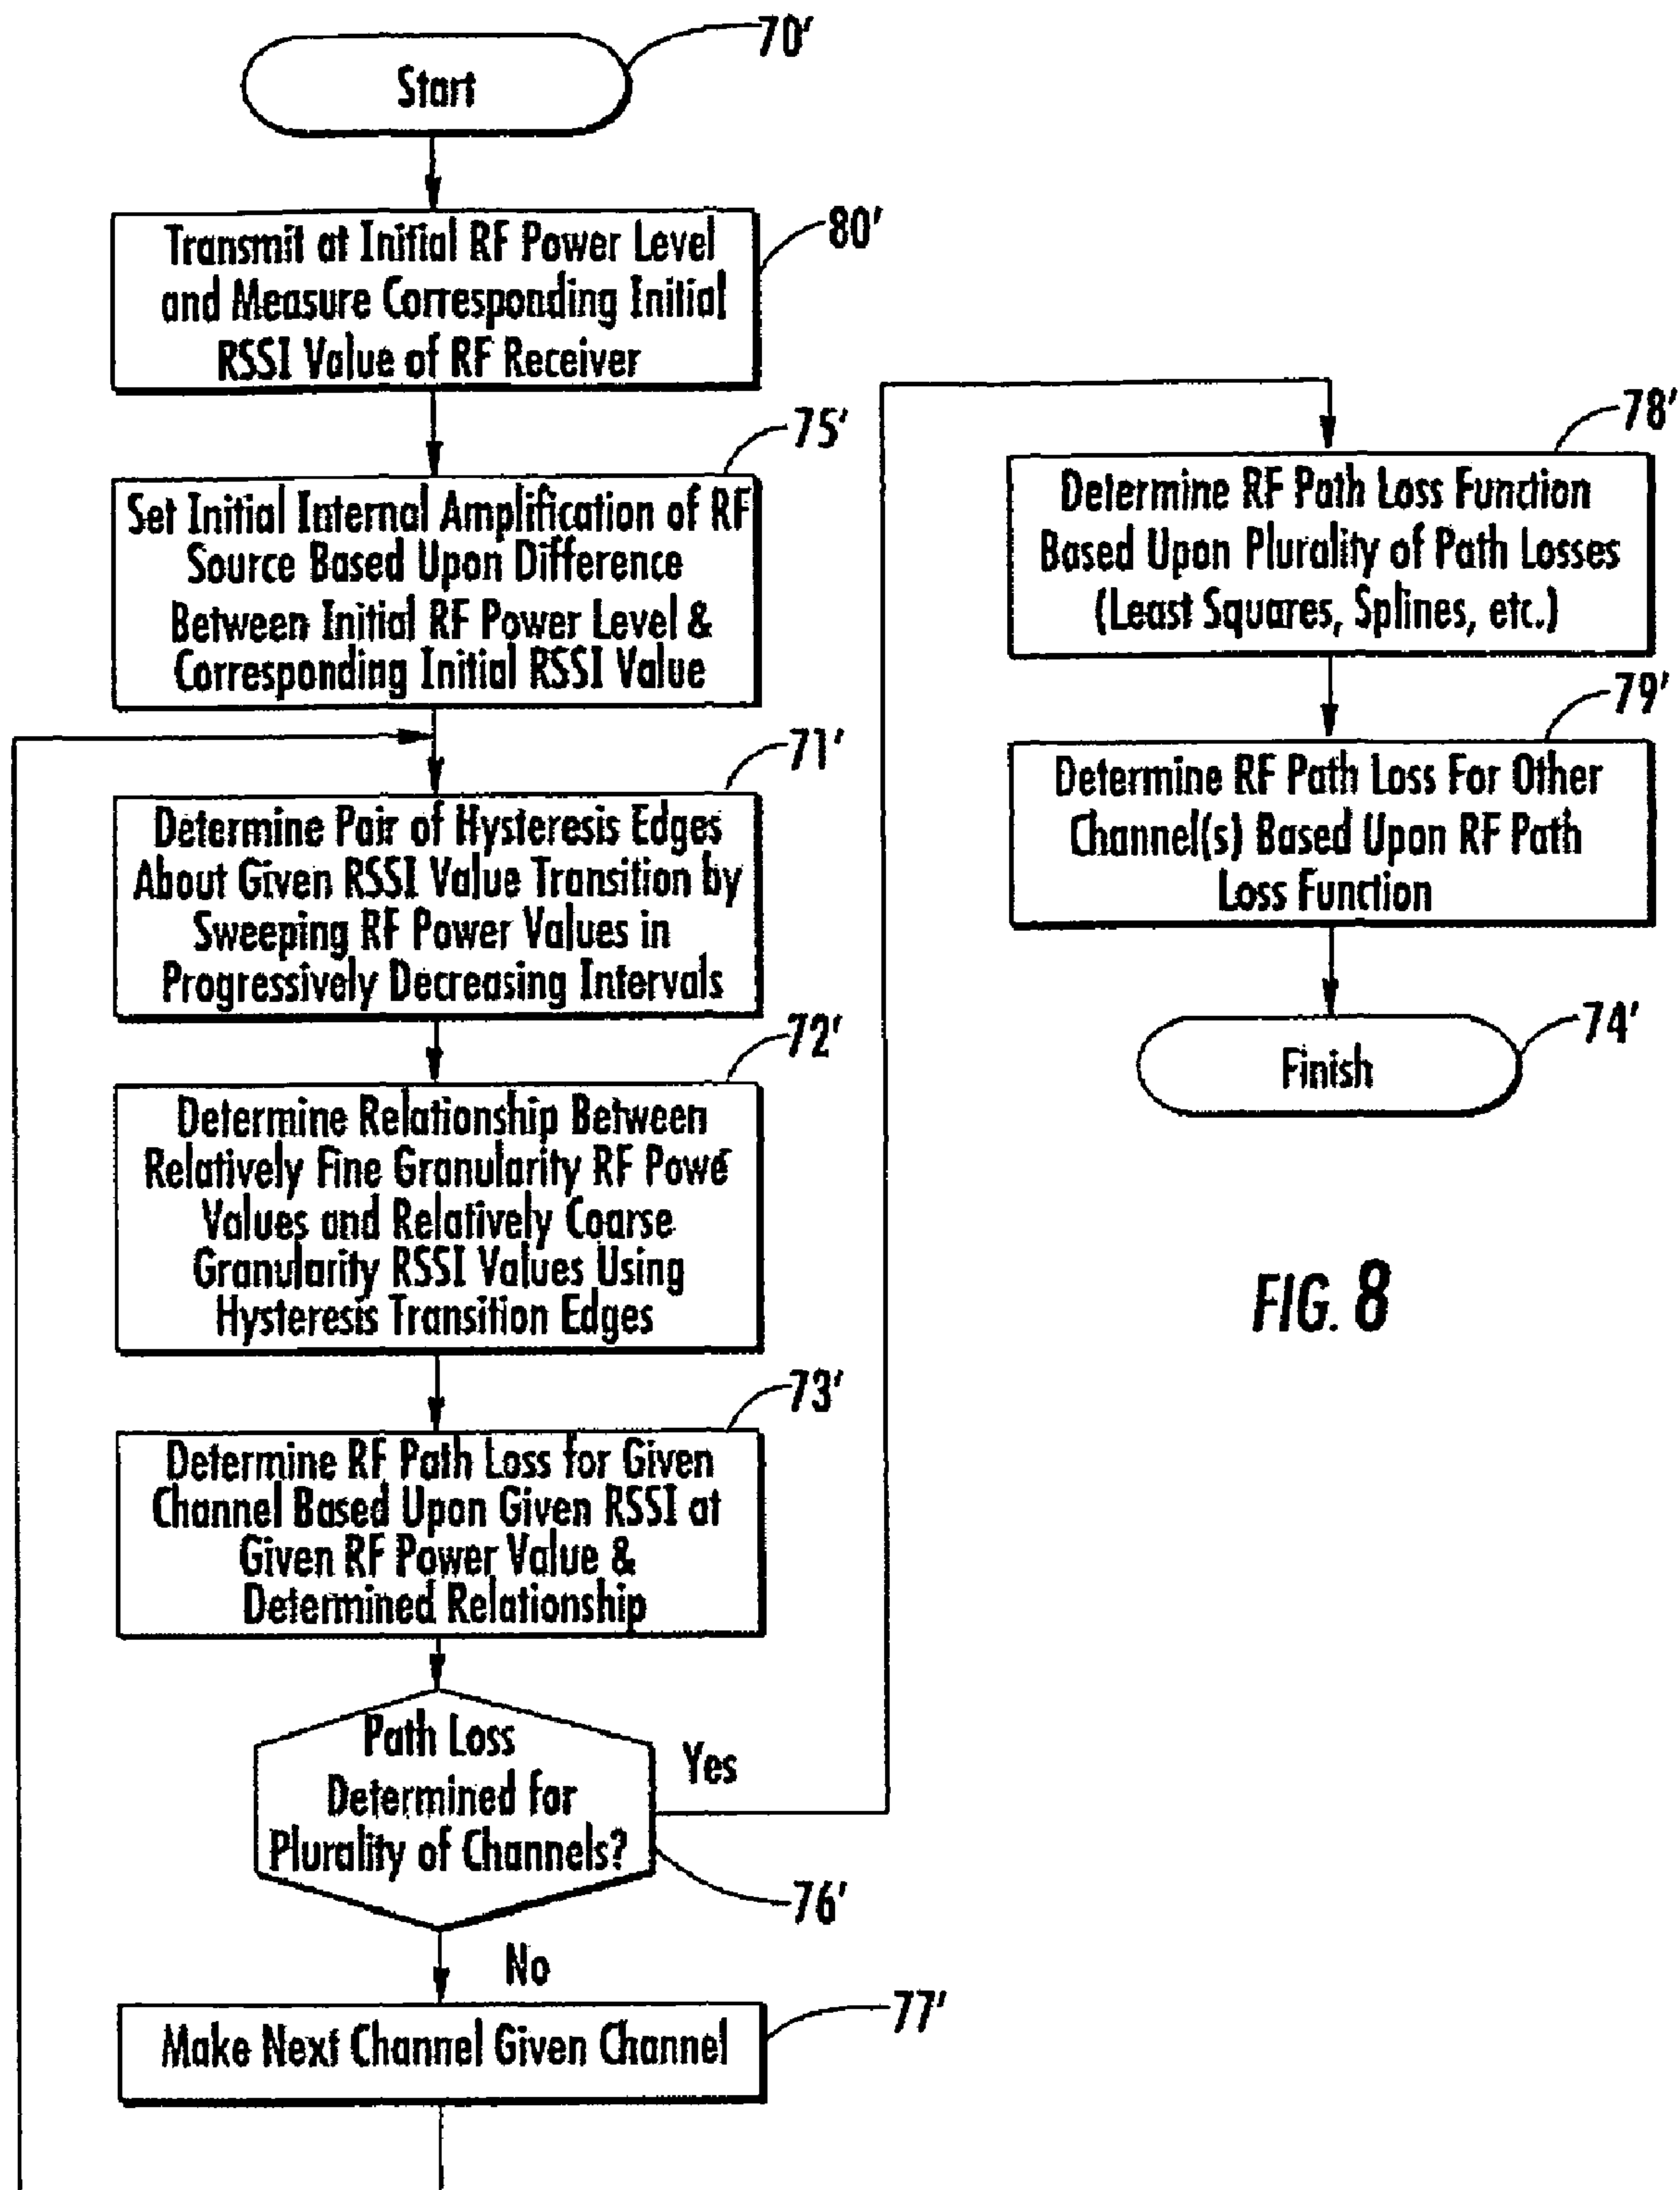 Start
70'
Transmit at Initial RF Power Level
and Measure Corresponding Initial
RSSI Value of RF Receiver
80'
Set Initial Internal Amplification of RF
Source Based Upon Difference
Between Initial RF Power Level &
Corresponding Initial RSSI Value
75'
Determine Pair of Hysteresis Edges
About Given RSSI Value Transition by
Sweeping RF Power Values in
Progressively Decreasing Intervals
71'
Determine Relationship Between
Relatively Fine Granularity RF Powe
Values and Relatively Coarse
Granularity RSSI Values Using
Hysteresis Transition Edges
72'
Determine RF Path Loss for Given
Channel Based Upon Given RSSI at
Given RF Power Value &
Determined Relationship
73'
Path Loss
Determined for
Plurality of Channels?
76'
Yes
No
Make Next Channel Given Channel
77'
Determine RF Path Loss Function
Based Upon Plurality of Path Losses
(Least Squares, Splines, etc.)
78'
Determine RF Path Loss For Other
Channel(s) Based Upon RF Path
Loss Function
79'
Finish
74'
FIG. 8